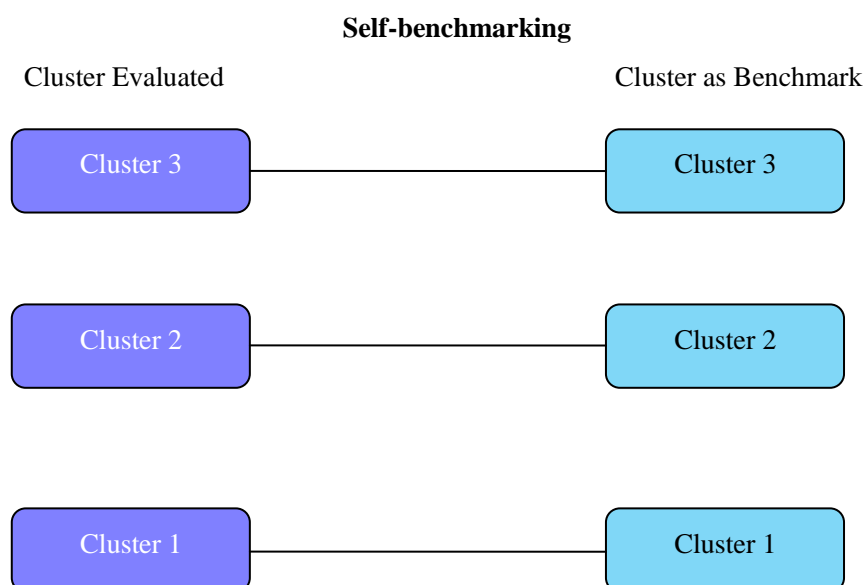 Self-benchmarking
Cluster Evaluated Cluster as Benchmark
Cluster 3 Cluster 3
Cluster 2 Cluster 2
Cluster 1 Cluster 1